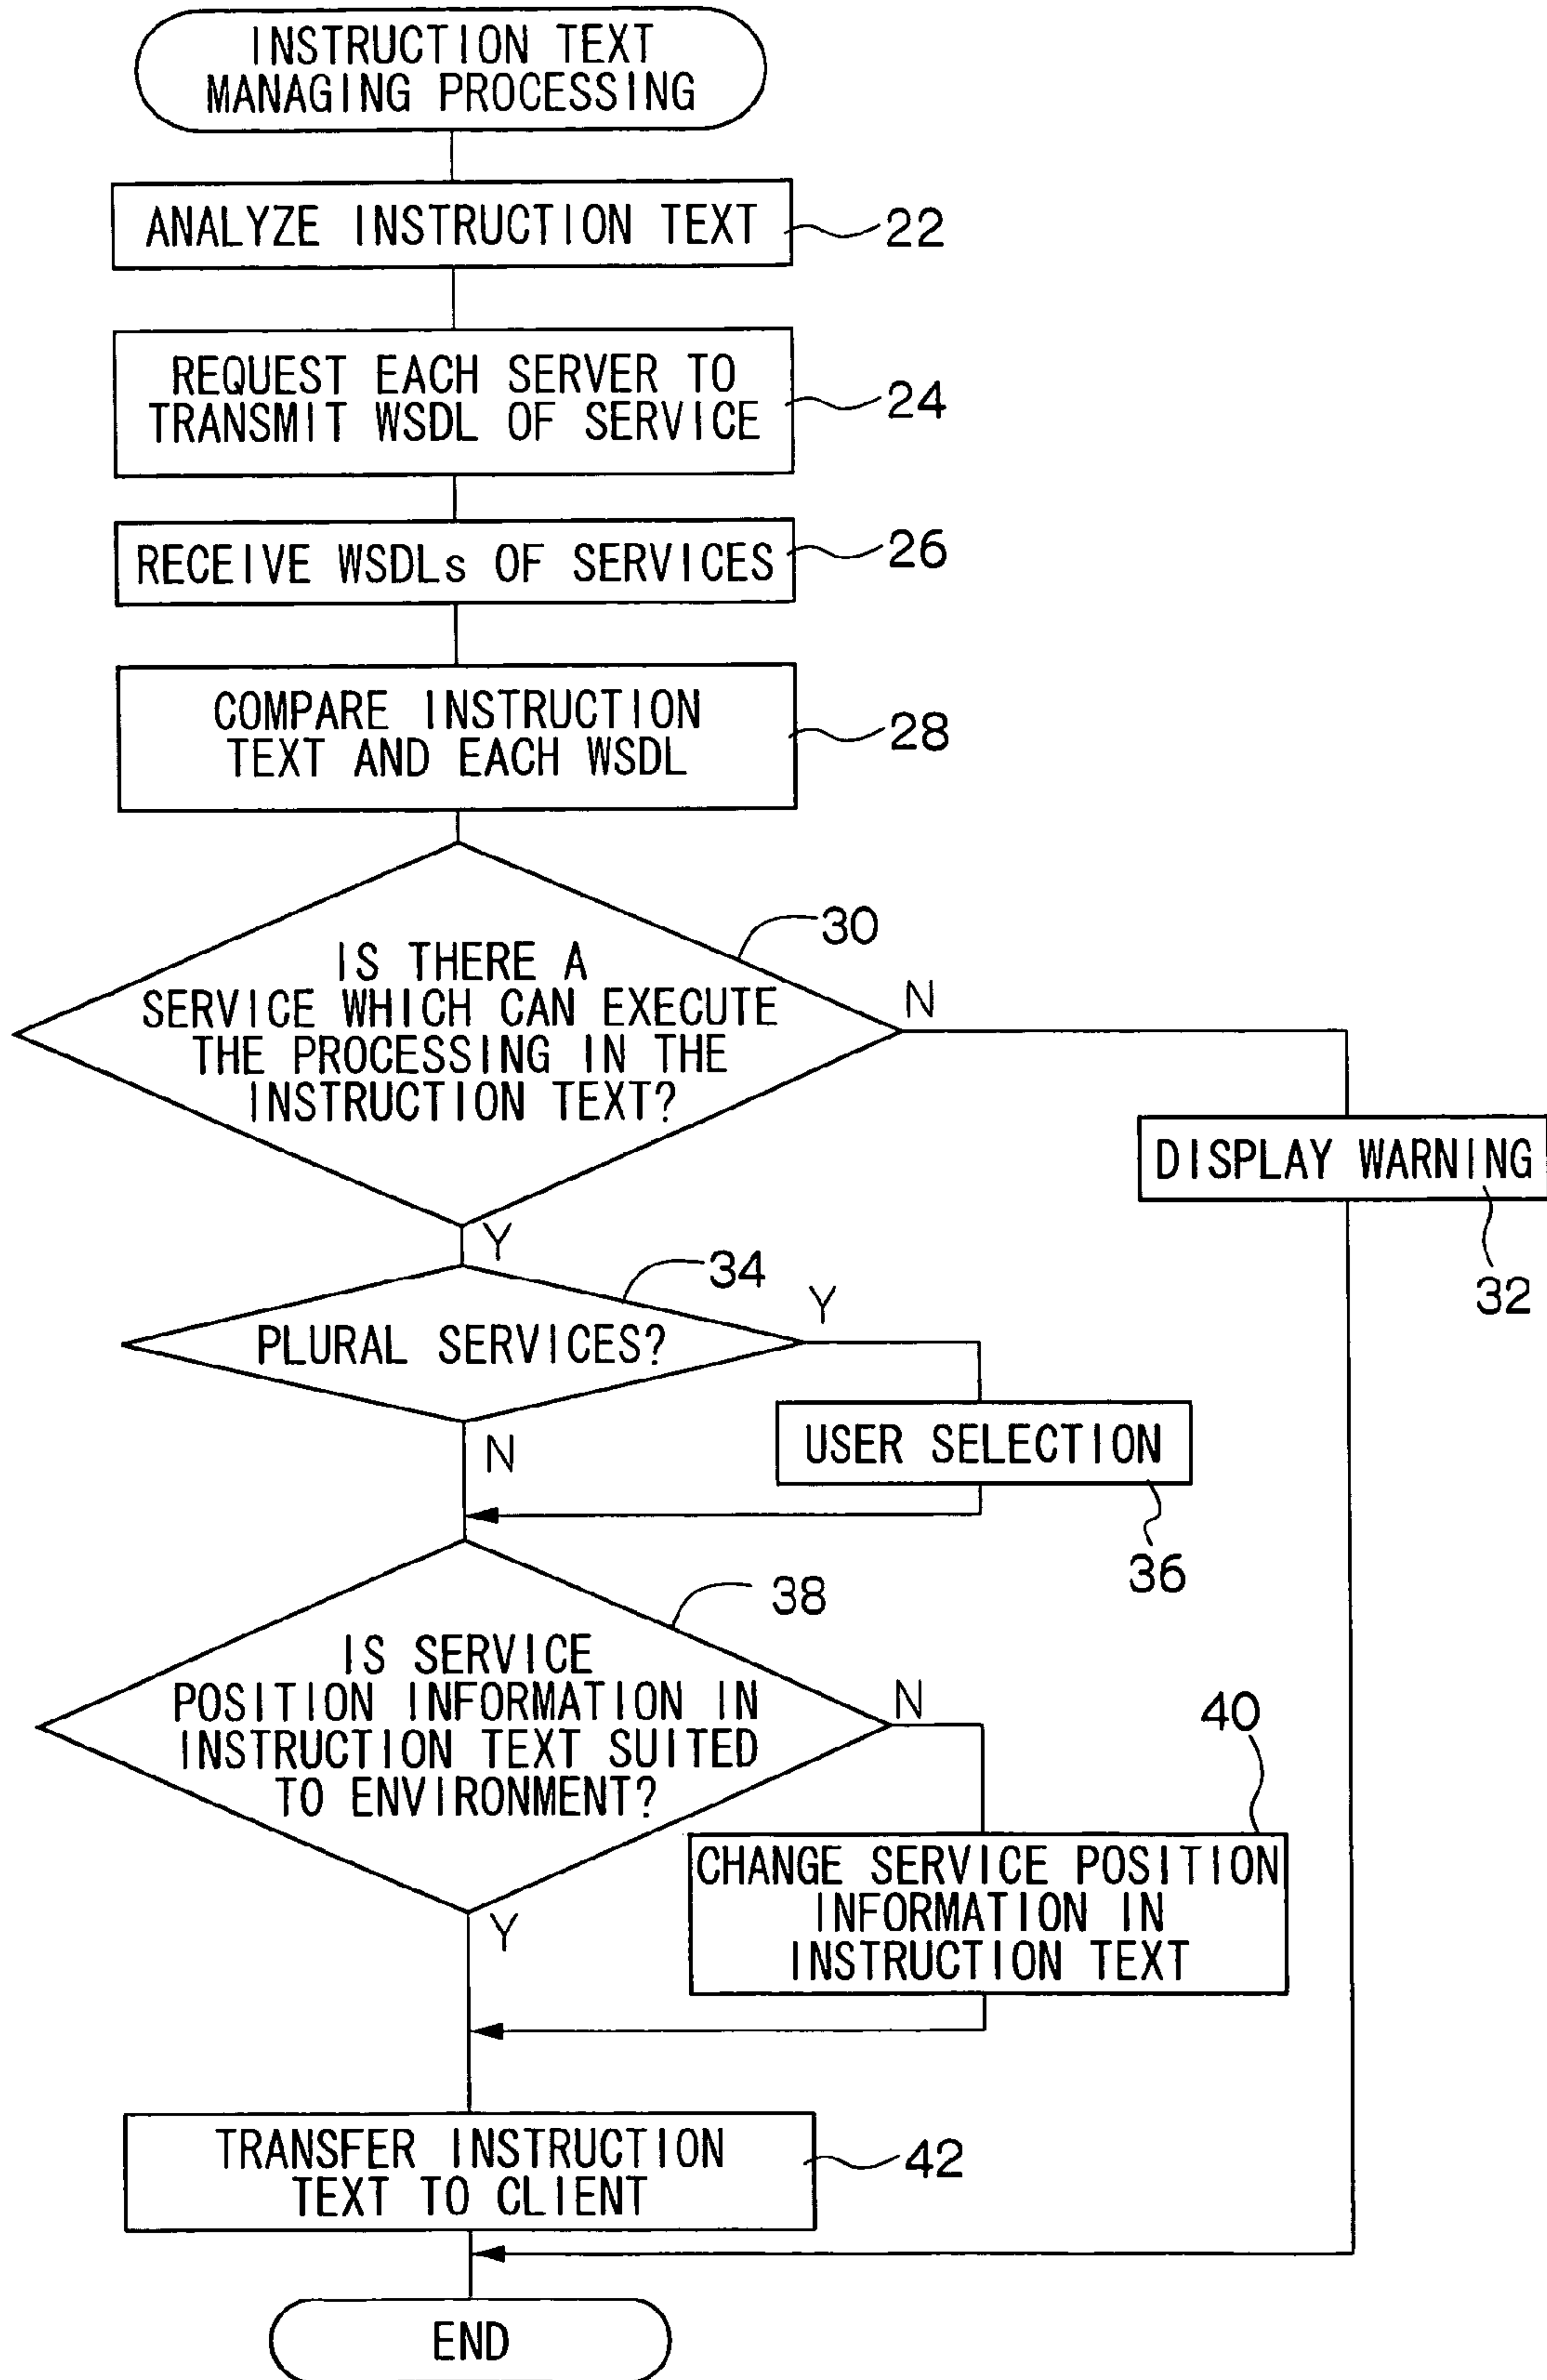 INSTRUCTION TEXT
MANAGING PROCESSING
ANALYZE INSTRUCTION TEXT
22
REQUEST EACH SERVER TO
TRANSMIT WSDL OF SERVICE
24
RECEIVE WSDLs OF SERVICES
26
COMPARE INSTRUCTION
TEXT AND EACH WSDL
28
30
IS THERE A
SERVICE WHICH CAN EXECUTE
THE PROCESSING IN THE
INSTRUCTION TEXT?
N
DISPLAY WARNING
32
Y
34
PLURAL SERVICES?
Y
USER SELECTION
36
N
38
IS SERVICE
POSITION INFORMATION IN
INSTRUCTION TEXT SUITED
TO ENVIRONMENT?
N
40
CHANGE SERVICE POSITION
INFORMATION IN
INSTRUCTION TEXT
Y
TRANSFER INSTRUCTION
TEXT TO CLIENT
42
END